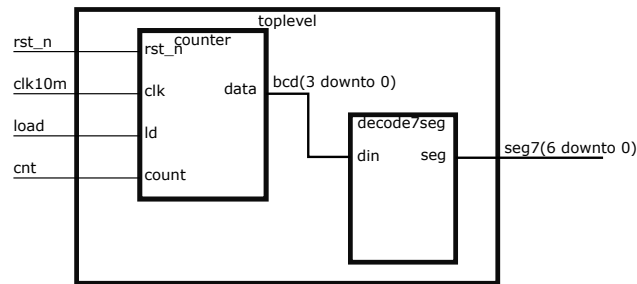 toplevel
counter
rst_n
rst_n
clk10m
clk
data
bcd(3 downto 0)
load
ld
decode7seg
cnt
count
din
seg
seg7(6 downto 0)